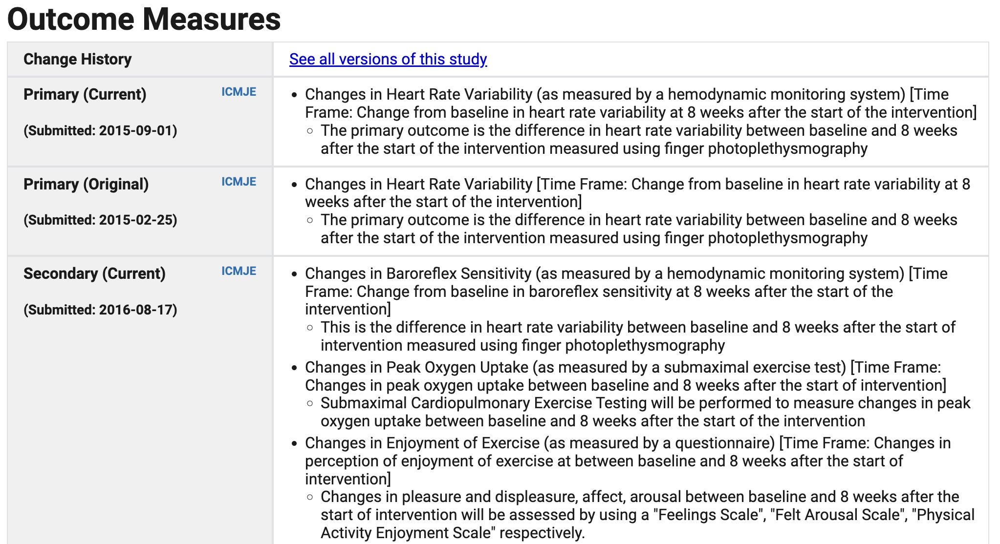 Outcome Measures
Change History
See all versions of this study
Primary (Current)
ICMJE
(Submitted: 2015-09-01)
• Changes in Heart Rate Variability (as measured by a hemodynamic monitoring system) [Time
Frame: Change from baseline in heart rate variability at 8 weeks after the start of the intervention]
◦ The primary outcome is the difference in heart rate variability between baseline and 8 weeks
after the start of the intervention measured using finger photoplethysmography
Primary (Original)
ICMJE
(Submitted: 2015-02-25)
• Changes in Heart Rate Variability [Time Frame: Change from baseline in heart rate variability at 8
weeks after the start of the intervention]
◦ The primary outcome is the difference in heart rate variability between baseline and 8 weeks
after the start of the intervention measured using finger photoplethysmography
Secondary (Current)
ICMJE
(Submitted: 2016-08-17)
• Changes in Baroreflex Sensitivity (as measured by a hemodynamic monitoring system) [Time
Frame: Change from baseline in baroreflex sensitivity at 8 weeks after the start of the
intervention]
◦ This is the difference in heart rate variability between baseline and 8 weeks after the start of
intervention measured using finger photoplethysmography
• Changes in Peak Oxygen Uptake (as measured by a submaximal exercise test) [Time Frame:
Changes in peak oxygen uptake between baseline and 8 weeks after the start of intervention]
◦ Submaximal Cardiopulmonary Exercise Testing will be performed to measure changes in peak
oxygen uptake between baseline and 8 weeks after the start of the intervention
• Changes in Enjoyment of Exercise (as measured by a questionnaire) [Time Frame: Changes in
perception of enjoyment of exercise at between baseline and 8 weeks after the start of
intervention]
◦ Changes in pleasure and displeasure, affect, arousal between baseline and 8 weeks after the
start of intervention will be assessed by using a "Feelings Scale", "Felt Arousal Scale", "Physical
Activity Enjoyment Scale" respectively.